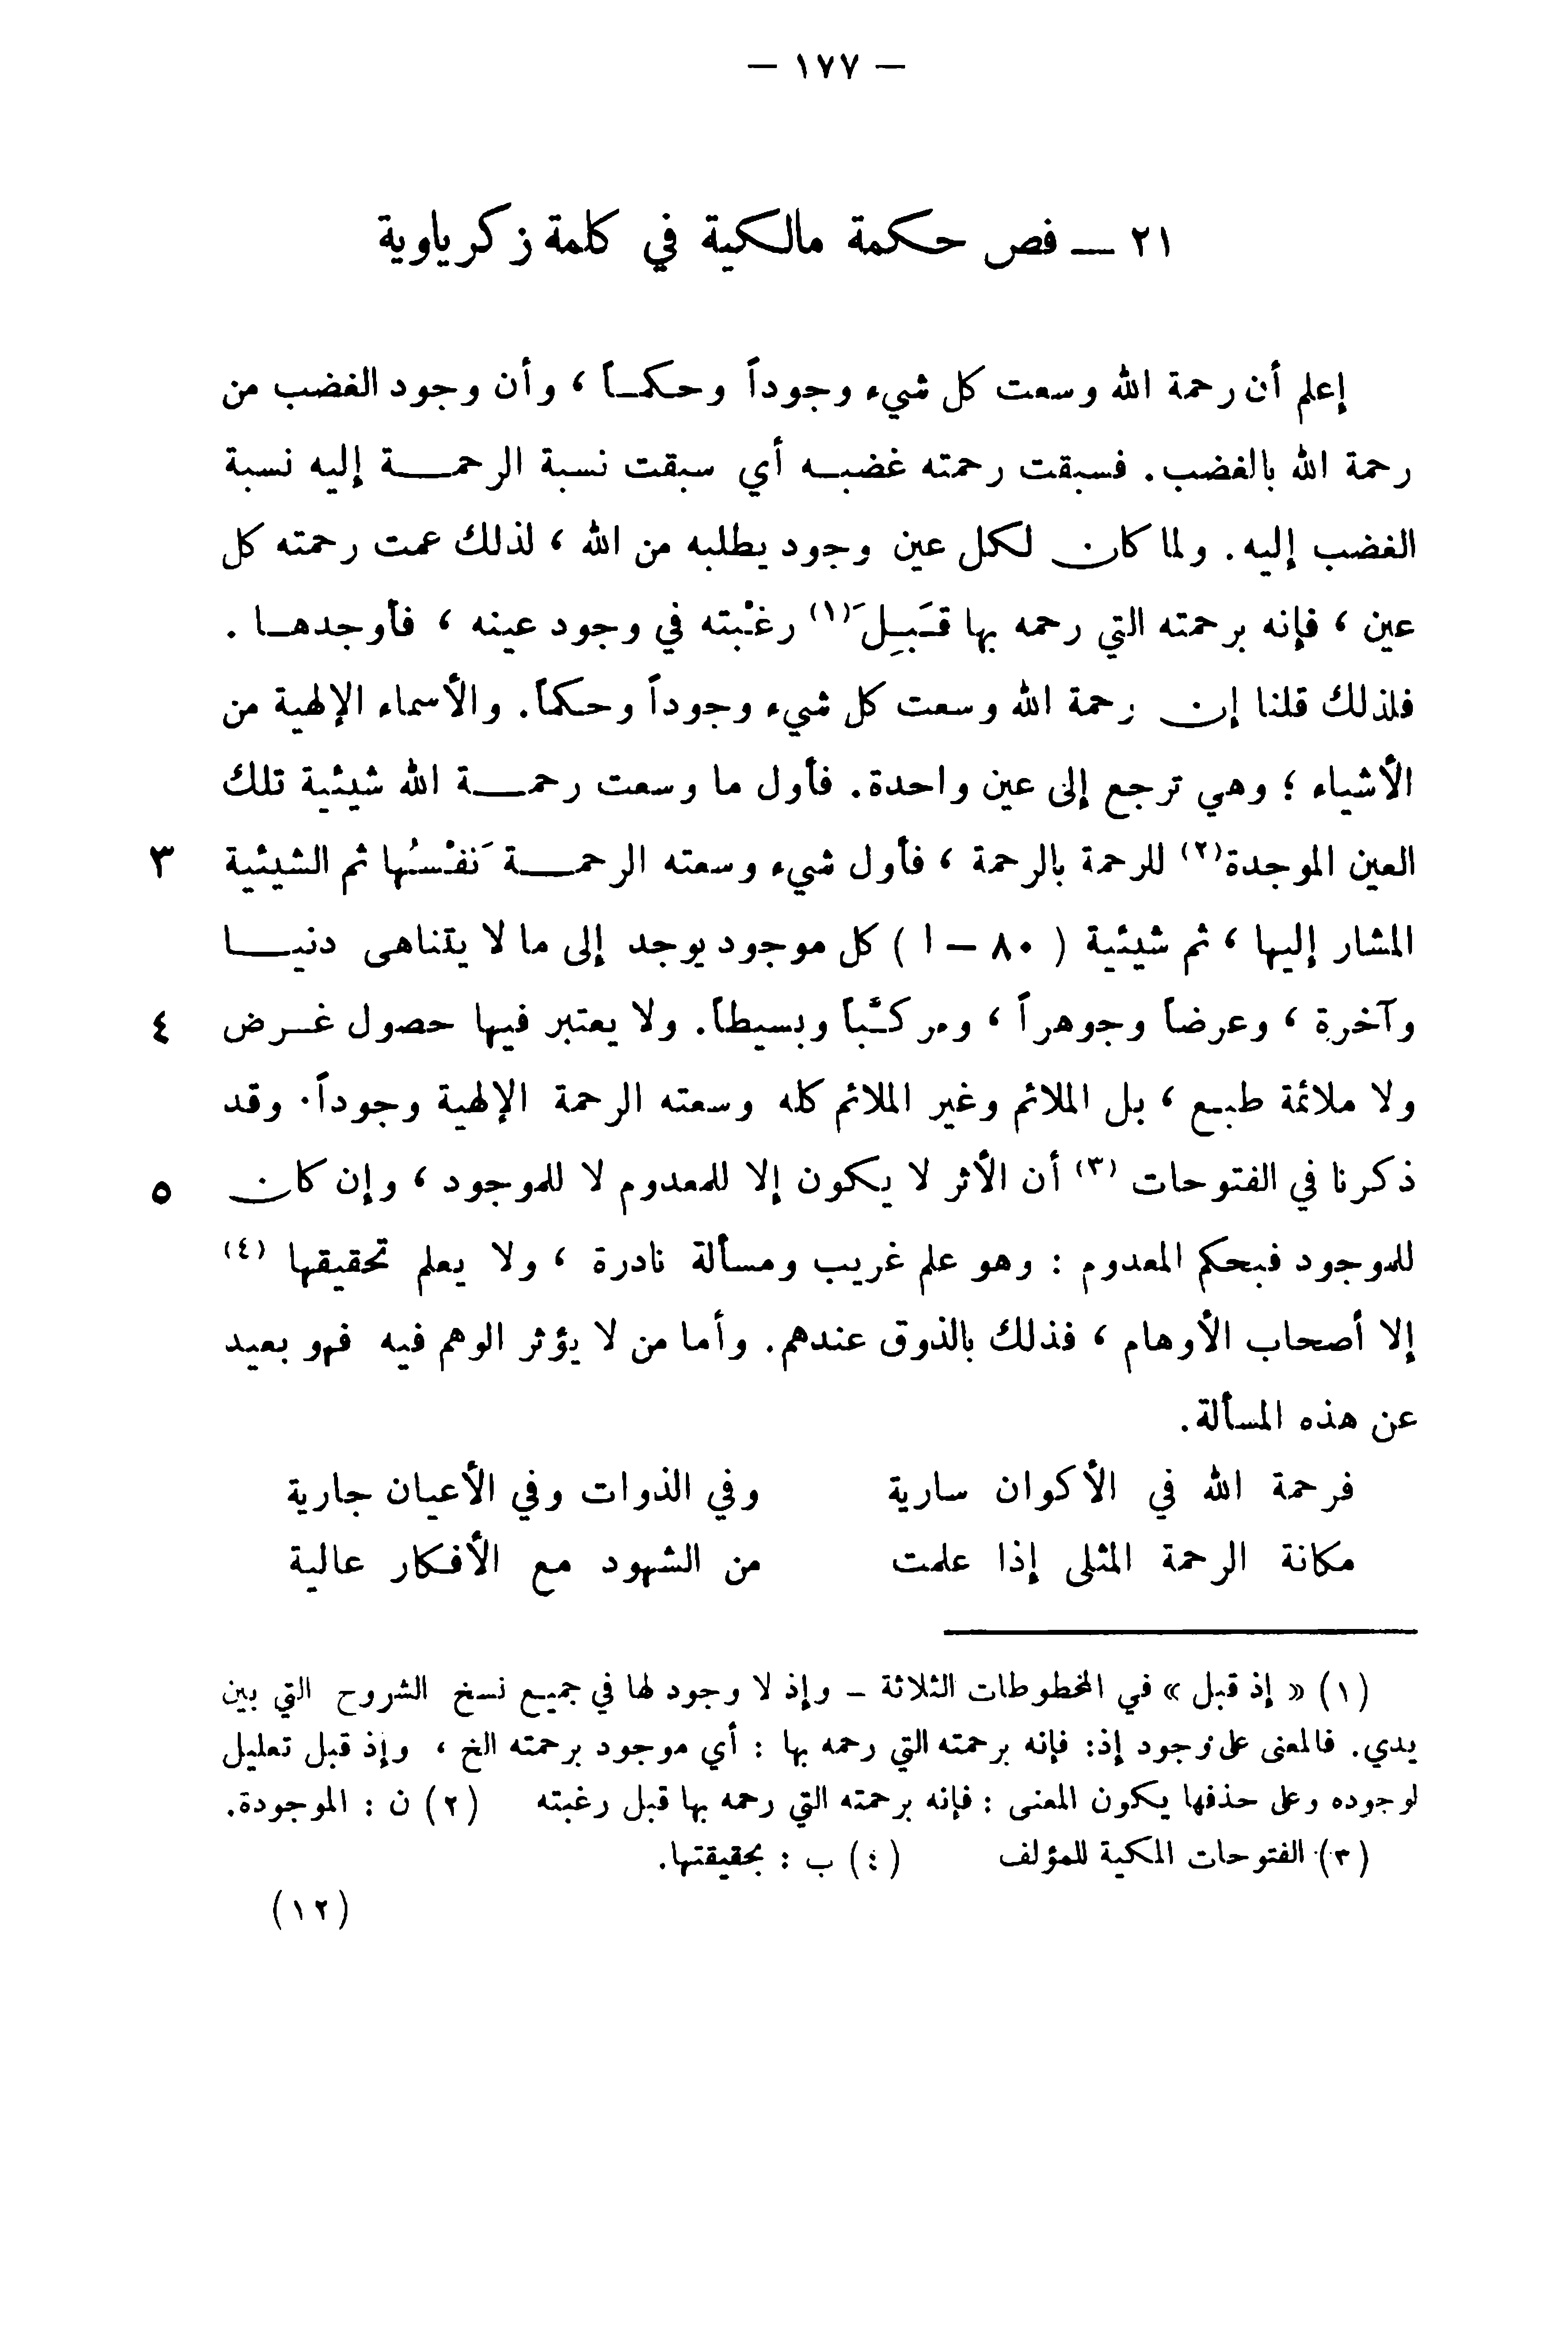 — ١٧٧ —
٢١ — فص حكمة مالكية في كلمة زكرياوية
إعلم أن رحمة الله وسعت كل شيء وجوداً وحكماً ، وأن وجود الغضب من
رحمة الله بالغضب. فسبقت رحمته غضبه أي سبقت نسبة الرحمة إليه نسبة
الغضب إليه. ولما كان لكل عين وجود يطلبه من الله ، لذلك عمت رحمته كل
عين ، فإنه برحمته التي رحمه بها قَبِلَ(١) رغْبته في وجود عينه ، فأوجدها .
فلذلك قلنا إن رحمة الله وسعت كل شيء وجوداً وحكماً. والأسماء الإلهية من
الأشياء ؛ وهي ترجع إلى عين واحدة. فأول ما وسعت رحمة الله شيئية تلك
العين الموجدة(٢) للرحمة بالرحمة ، فأول شيء وسعته الرحمة نَفْسُها ثم الشيئية ٣
المشار إليها ، ثم شيئية ( ٨٠ – ا ) كل موجود يوجد إلى ما لا يتناهى دنيا
وآخرة ، وعرضاً وجوهراً ، ومركَّباً وبسيطاً. ولا يعتبر فيها حصول غرض ٤
ولا ملائمة طبع ، بل الملائم وغير الملائم كله وسعته الرحمة الإلهية وجوداً. وقد
ذكرنا في الفتوحات (٣) أن الأثر لا يكون إلا للمعدوم لا للموجود ، وإن كان ٥
للموجود فبحكم المعدوم : وهو علم غريب ومسألة نادرة ، ولا يعلم تحقيقها (٤)
إلا أصحاب الأوهام ، فذلك بالذوق عندهم. وأما من لا يؤثر الوهم فيه فهو بعيد
عن هذه المسألة.
فرحمة الله في الأكوان سارية وفي الذوات وفي الأعيان جارية
مكانة الرحمة المثلى إذا علمت من الشهود مع الأفكار عالية
(١) « إذ قبل » في المخطوطات الثلاثة – وإذ لا وجود لها في جميع نسخ الشروح التي بين
يدي. فالمعنى على وجود إذ: فإنه برحمته التي رحمه بها : أي موجود برحمته الخ ، وإذ قبل تعليل
لوجوده وعلى حذفها يكون المعنى : فإنه برحمته التي رحمه بها قبل رغبته (٢) ن : الموجودة.
(٣) الفتوحات المكية للمؤلف (٤) ب : بحقيقتها.
(١٢)